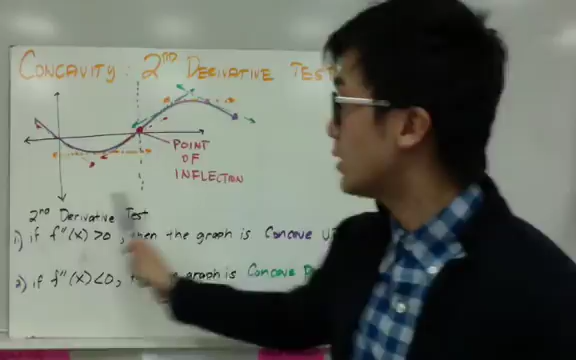 CONCAVITY: 2ND DERIVATIVE TEST
POINT
OF
INFLECTION
2ND Derivative Test
1) if f''(x) >0, then the graph is Concave
2) if f''(x) <0, the graph is Concave